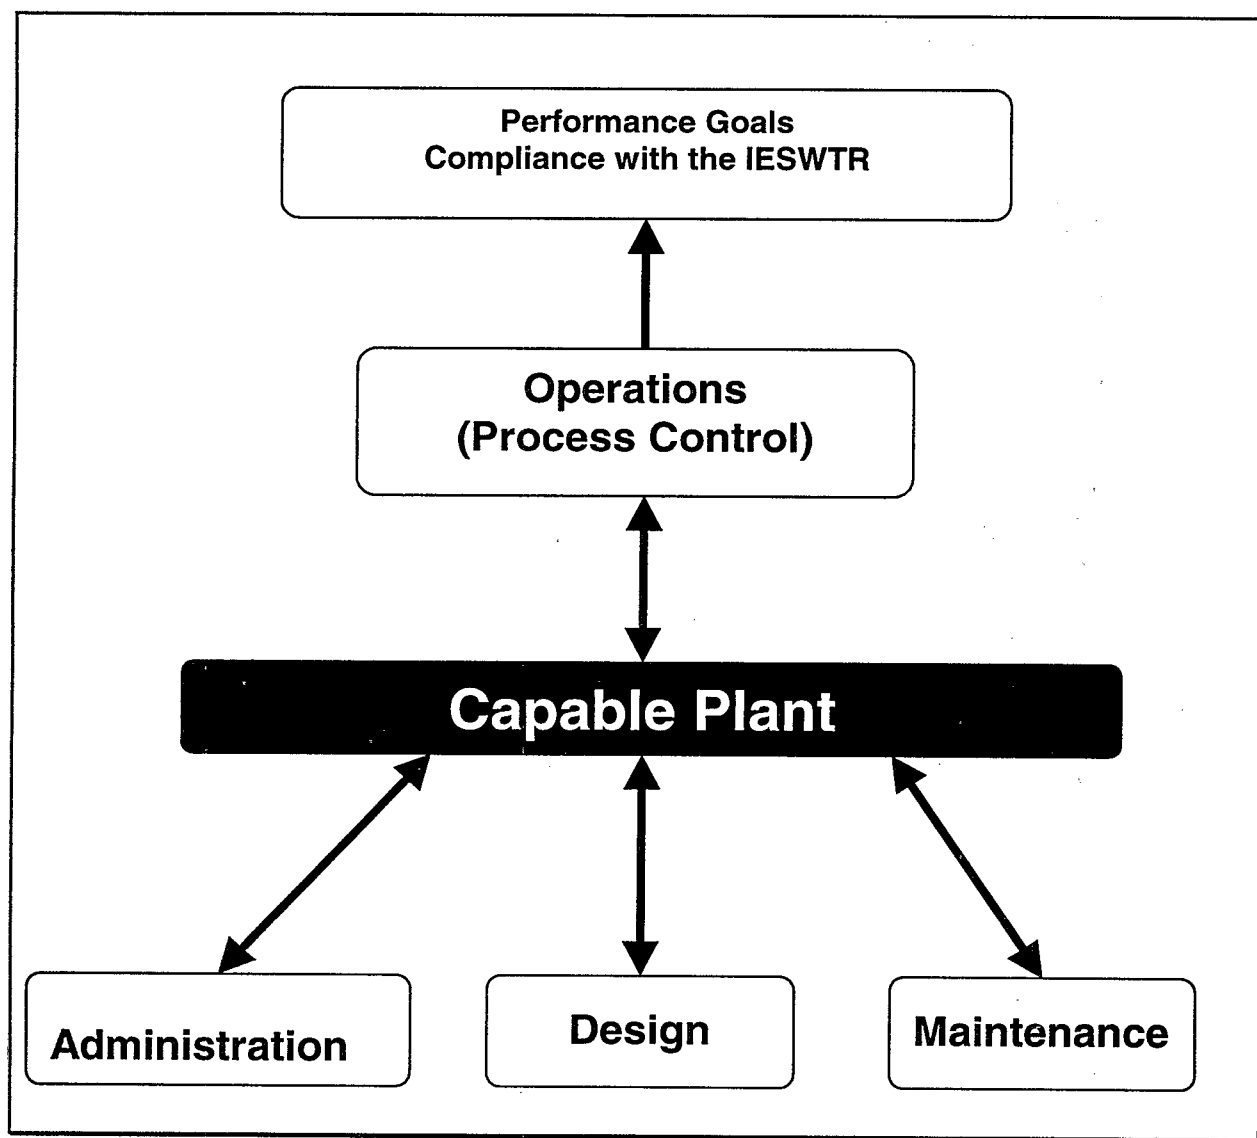 Performance Goals
Compliance with the IESWTR
Operations
(Process Control)
Capable Plant
Administration
Design
Maintenance